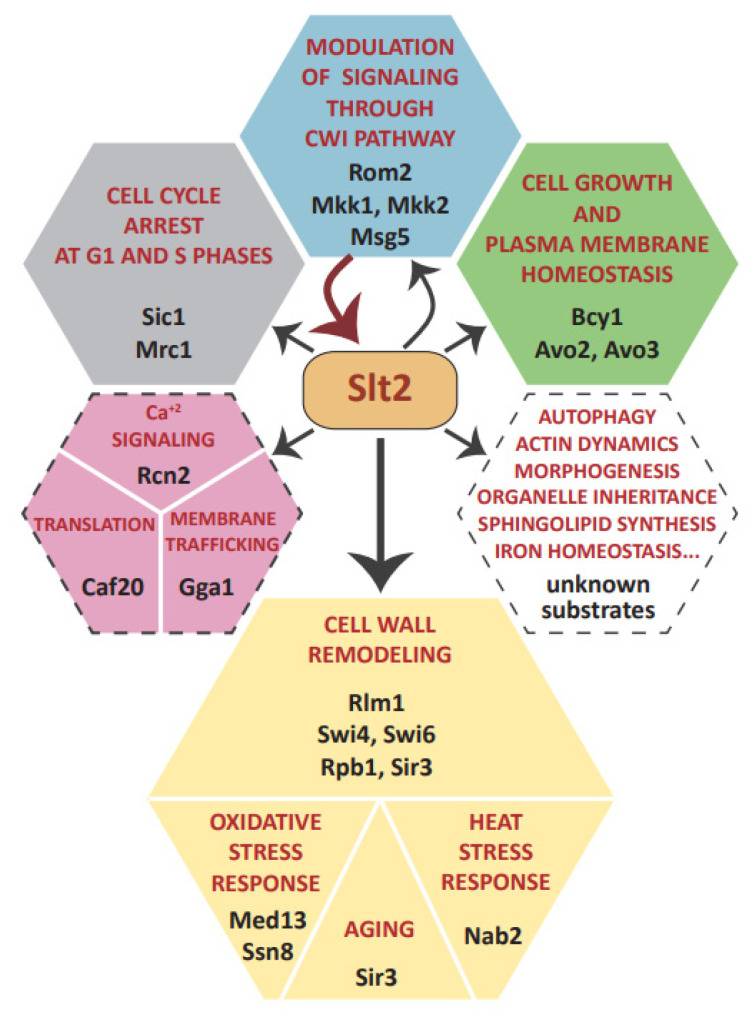 MODULATION
OF SIGNALING
THROUGH
CWI PATHWAY
Rom2
Mkk1, Mkk2
Msg5
CELL CYCLE
ARREST
AT G1 AND S PHASES
Sic1
Mrc1
CELL GROWTH
AND
PLASMA MEMBRANE
HOMEOSTASIS
Bcy1
Avo2, Avo3
Slt2
Ca+2
SIGNALING
Rcn2
TRANSLATION
Caf20
MEMBRANE
TRAFFICKING
Gga1
AUTOPHAGY
ACTIN DYNAMICS
MORPHOGENESIS
ORGANELLE INHERITANCE
SPHINGOLIPID SYNTHESIS
IRON HOMEOSTASIS...
unknown
substrates
CELL WALL
REMODELING
Rlm1
Swi4, Swi6
Rpb1, Sir3
OXIDATIVE
STRESS
RESPONSE
Med13
Ssn8
AGING
Sir3
HEAT
STRESS
RESPONSE
Nab2